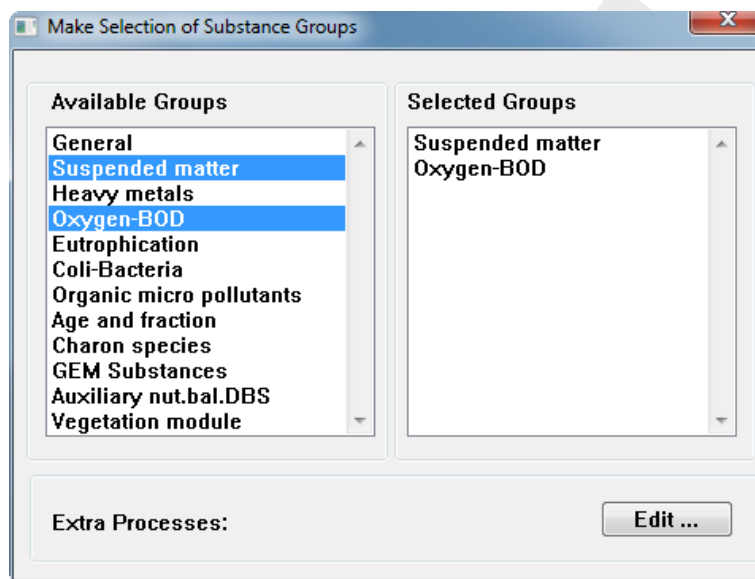 Make Selection of Substance Groups
Available Groups
General
Suspended matter
Heavy metals
Oxygen-BOD
Eutrophication
Coli-Bacteria
Organic micro pollutants
Age and fraction
Charon species
GEM Substances
Auxiliary nut.bal.DBS
Vegetation module
Selected Groups
Suspended matter
Oxygen-BOD
Extra Processes:
Edit ...